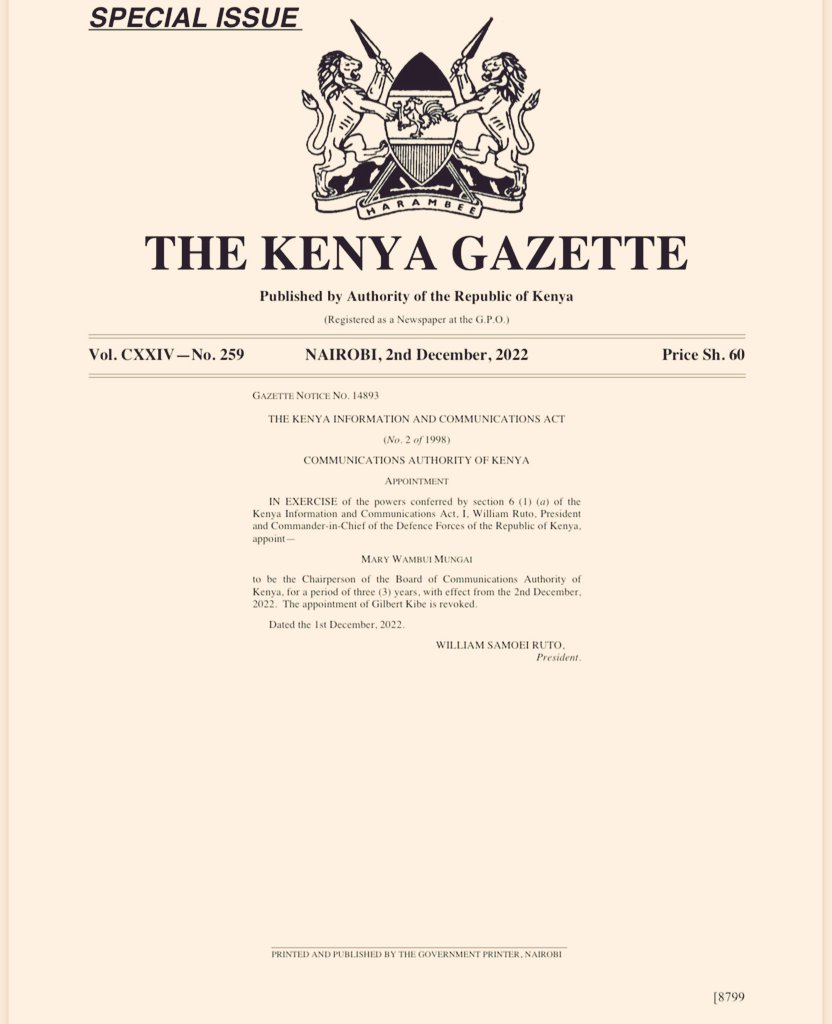 SPECIAL ISSUE
HARAMBEE
THE KENYA GAZETTE
Published by Authority of the Republic of Kenya
(Registered as a Newspaper at the G.P.O.)
Vol. CXXIV—No. 259 NAIROBI, 2nd December, 2022 Price Sh. 60
GAZETTE NOTICE NO. 14893
THE KENYA INFORMATION AND COMMUNICATIONS ACT
(No. 2 of 1998)
COMMUNICATIONS AUTHORITY OF KENYA
APPOINTMENT
IN EXERCISE of the powers conferred by section 6 (1) (a) of the
Kenya Information and Communications Act, I, William Ruto, President
and Commander-in-Chief of the Defence Forces of the Republic of Kenya,
appoint—
MARY WAMBUI MUNGAI
to be the Chairperson of the Board of Communications Authority of
Kenya, for a period of three (3) years, with effect from the 2nd December,
2022. The appointment of Gilbert Kibe is revoked.
Dated the 1st December, 2022.
WILLIAM SAMOEI RUTO,
President.
PRINTED AND PUBLISHED BY THE GOVERNMENT PRINTER, NAIROBI
[8799